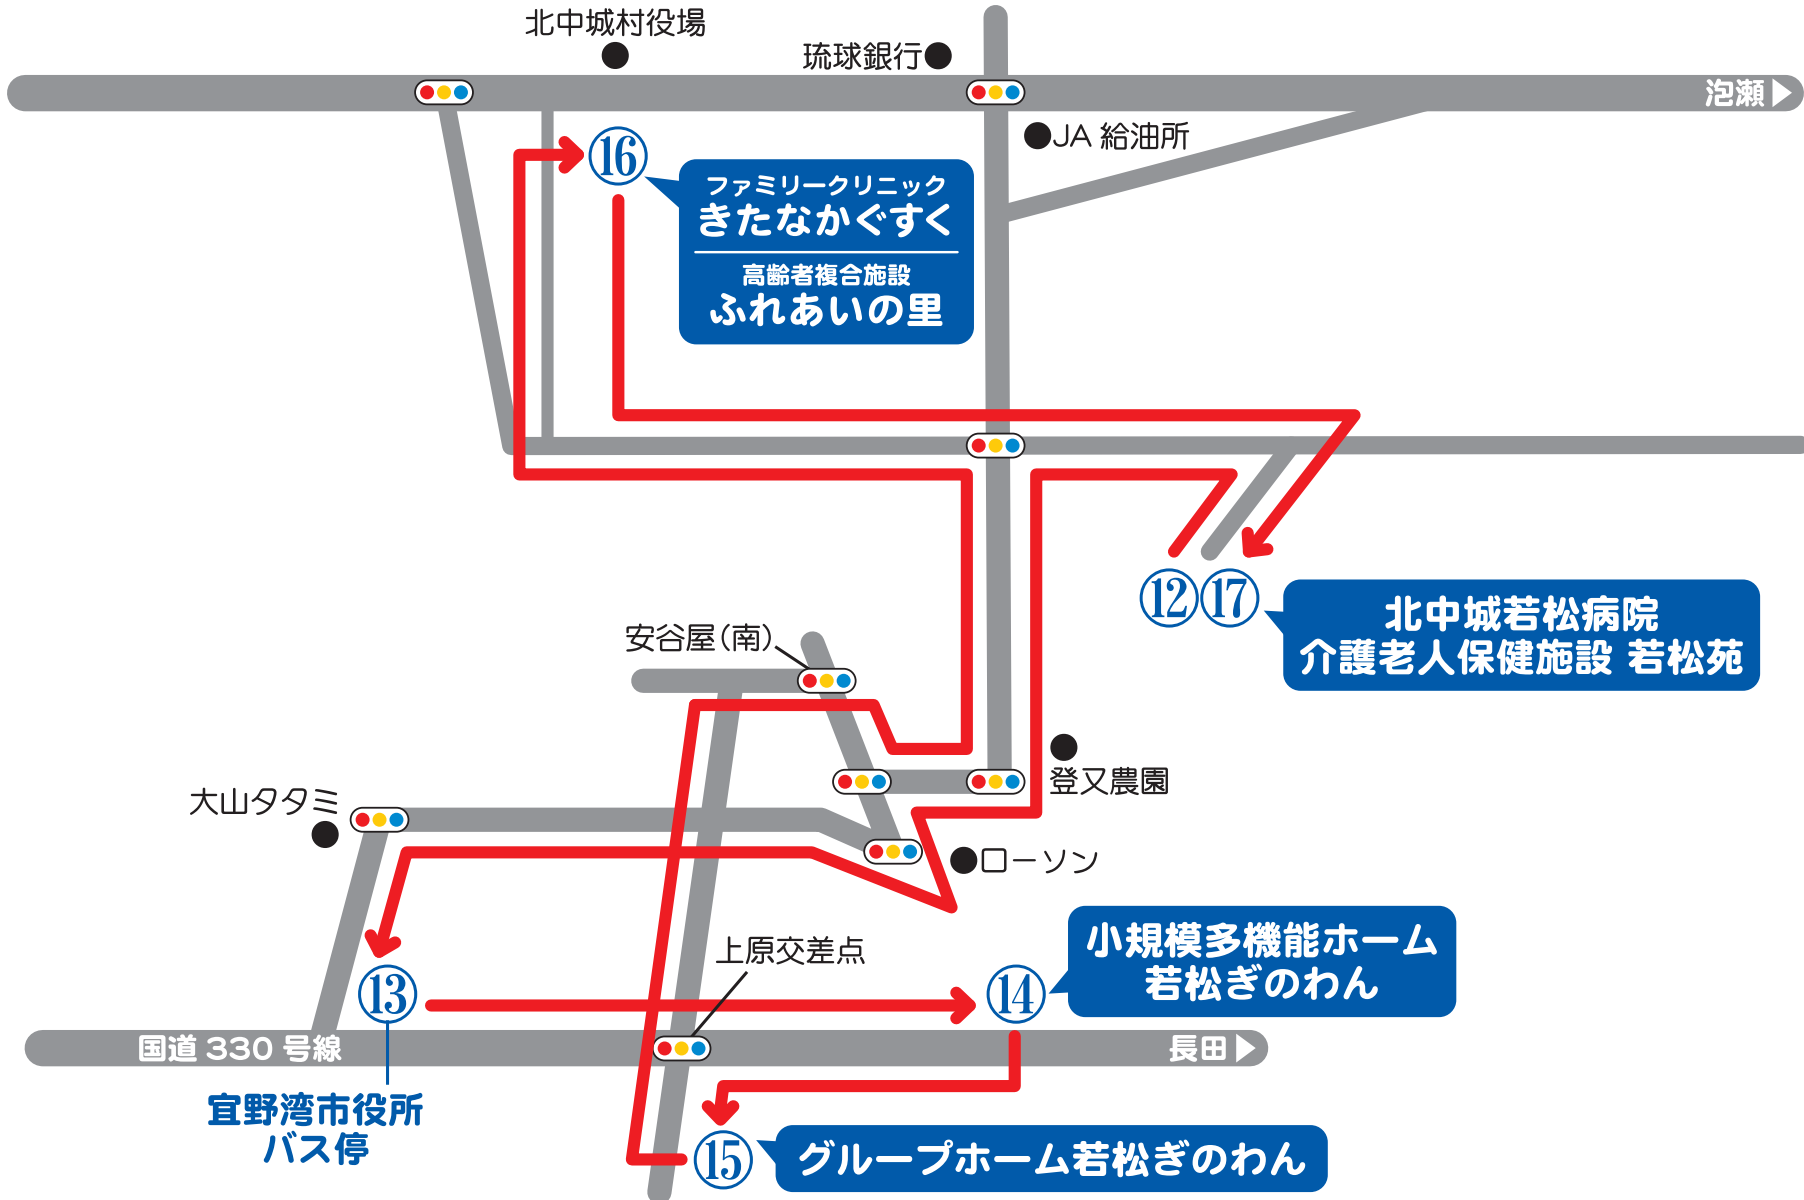 北中城村役場
琉球銀行
泡瀬
JA 給油所
⑯
ファミリークリニック
きたなかぐすく
高齢者複合施設
ふれあいの里
⑫
⑰
北中城若松病院
介護老人保健施設 若松苑
安谷屋(南)
登又農園
大山タタミ
ローソン
小規模多機能ホーム
若松ぎのわん
上原交差点
⑬
⑭
国道 330 号線
長田
宜野湾市役所
バス停
⑮
グループホーム若松ぎのわん